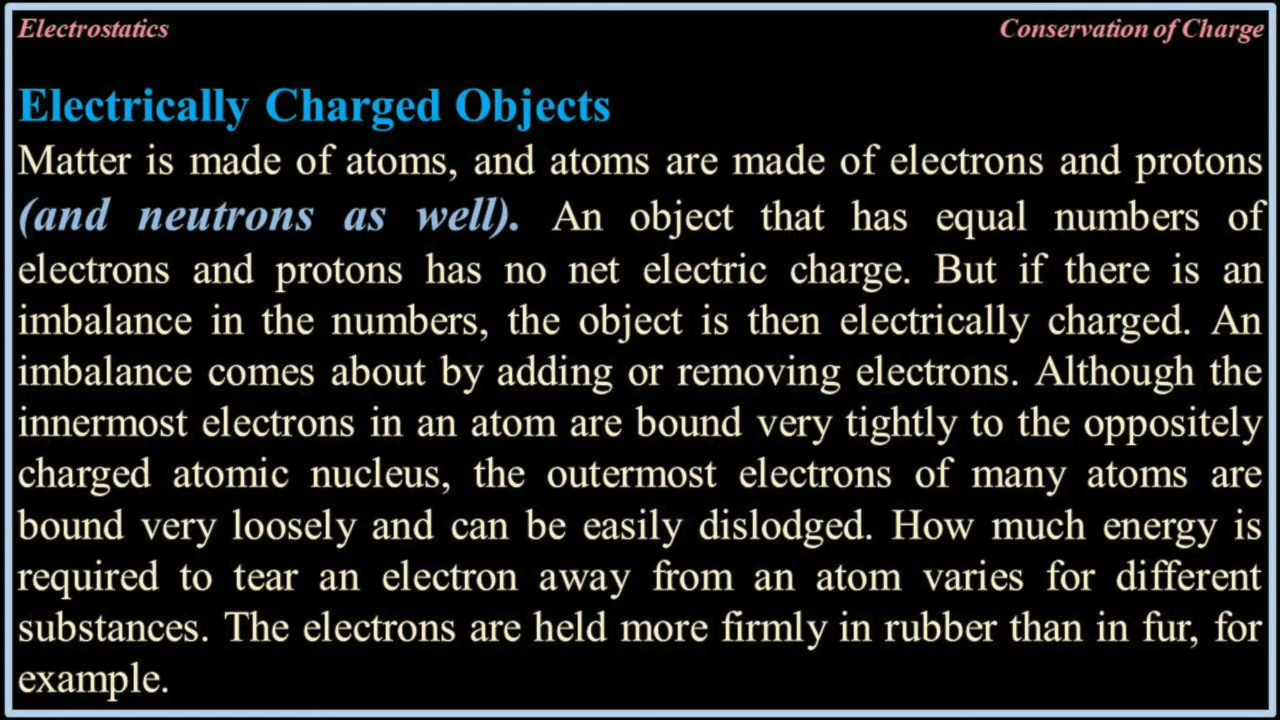 Electrostatics Conservation of Charge
Electrically Charged Objects
Matter is made of atoms, and atoms are made of electrons and protons
(and neutrons as well). An object that has equal numbers of
electrons and protons has no net electric charge. But if there is an
imbalance in the numbers, the object is then electrically charged. An
imbalance comes about by adding or removing electrons. Although the
innermost electrons in an atom are bound very tightly to the oppositely
charged atomic nucleus, the outermost electrons of many atoms are
bound very loosely and can be easily dislodged. How much energy is
required to tear an electron away from an atom varies for different
substances. The electrons are held more firmly in rubber than in fur, for
example.